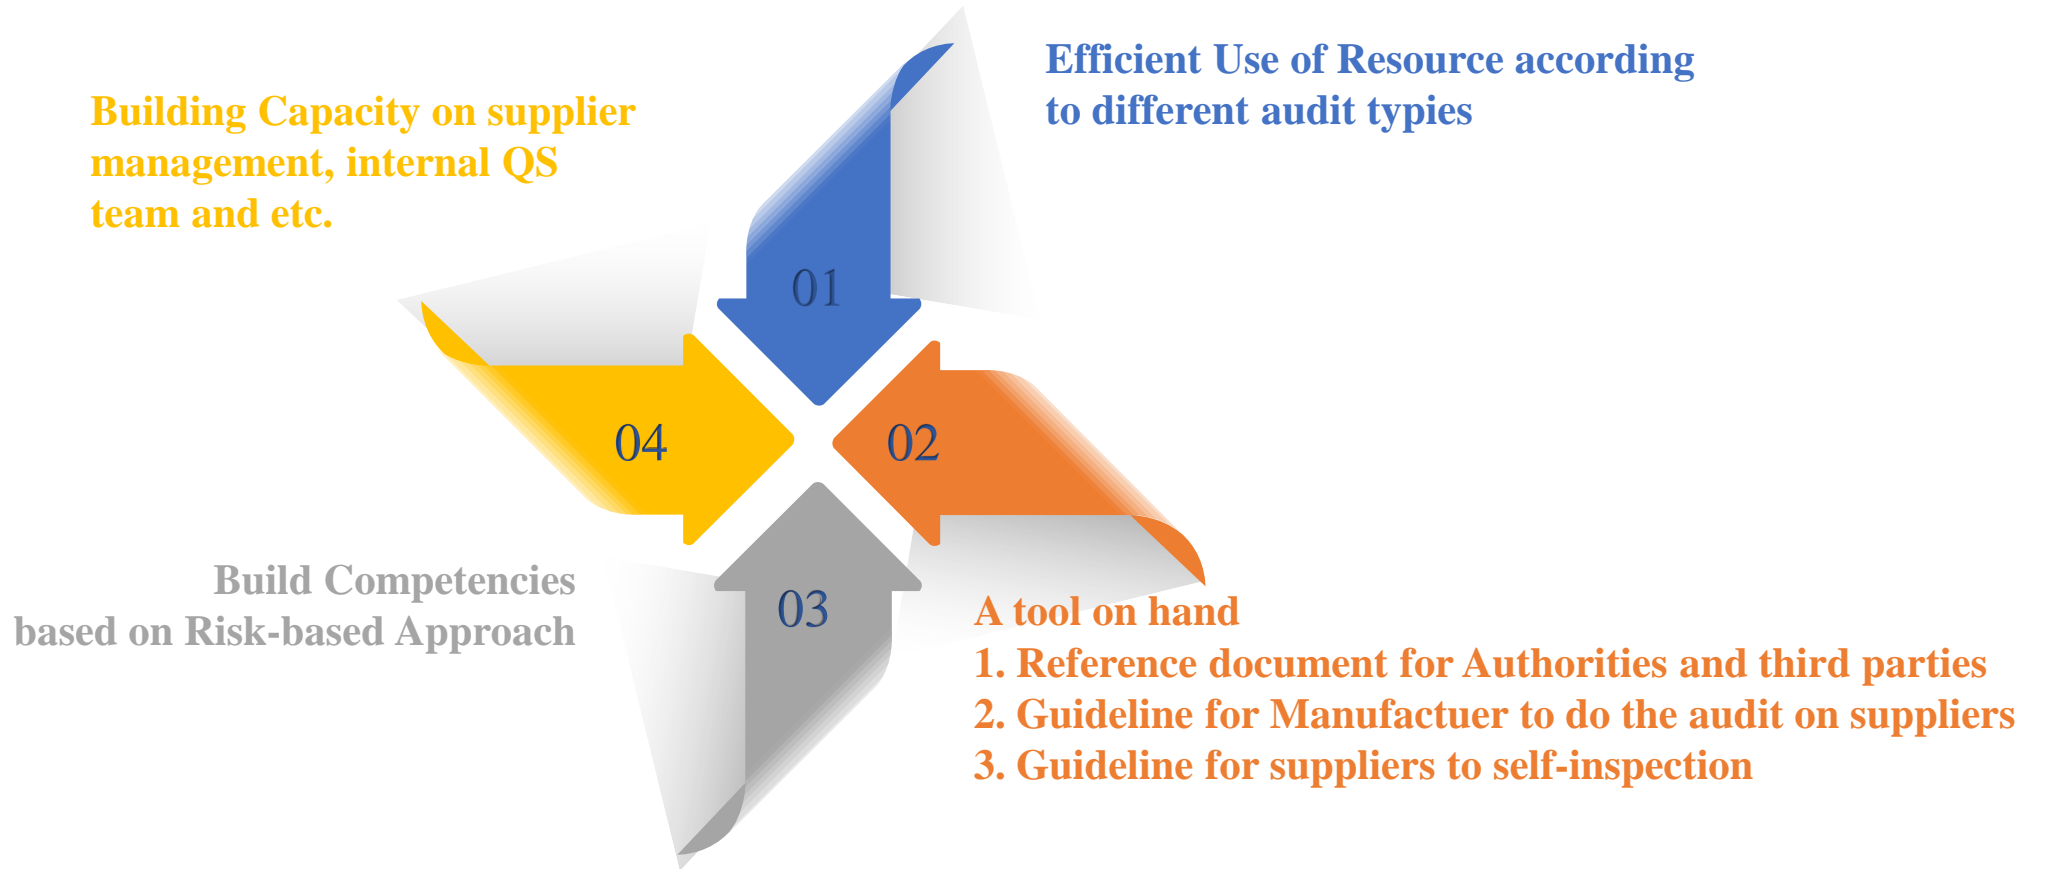 Efficient Use of Resource according
to different audit typies
Building Capacity on supplier
management, internal QS
team and etc.
01
04
02
03
Build Competencies
based on Risk-based Approach
A tool on hand
1. Reference document for Authorities and third parties
2. Guideline for Manufactuer to do the audit on suppliers
3. Guideline for suppliers to self-inspection